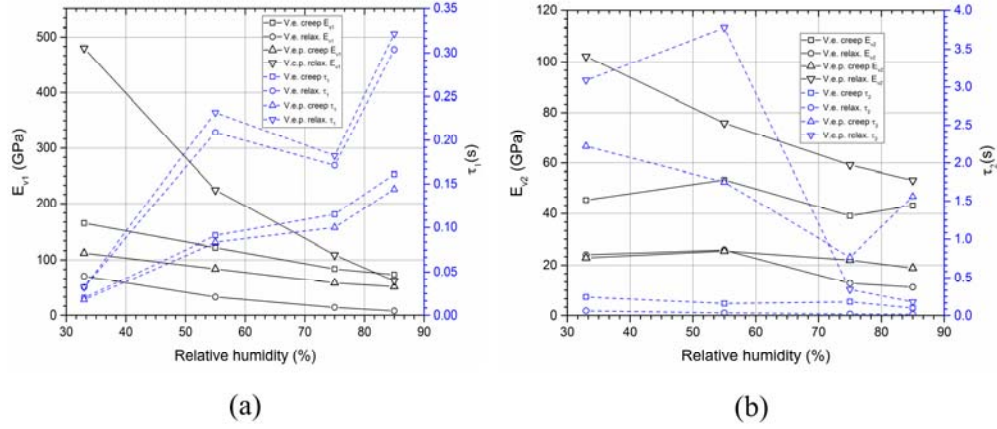 500
400
300
200
100
0
E_v1 (GPa)
V.e. creep E_v1
V.e. relax. E_v1
V.e.p. creep E_v1
V.e.p. relax. E_v1
V.e. creep τ_1
V.e. relax. τ_1
V.e.p. creep τ_1
V.e.p. relax. τ_1
0.35
0.30
0.25
0.20
0.15
0.10
0.05
0.00
τ_1(s)
30 40 50 60 70 80 90
Relative humidity (%)
(a)
120
100
80
60
40
20
0
E_v2 (GPa)
V.e. creep E_v2
V.e. relax. E_v2
V.e.p. creep E_v2
V.e.p. relax. E_v2
V.e. creep τ_2
V.e. relax. τ_2
V.e.p. creep τ_2
V.e.p. relax. τ_2
4.0
3.5
3.0
2.5
2.0
1.5
1.0
0.5
0.0
τ_2(s)
30 40 50 60 70 80 90
Relative humidity (%)
(b)